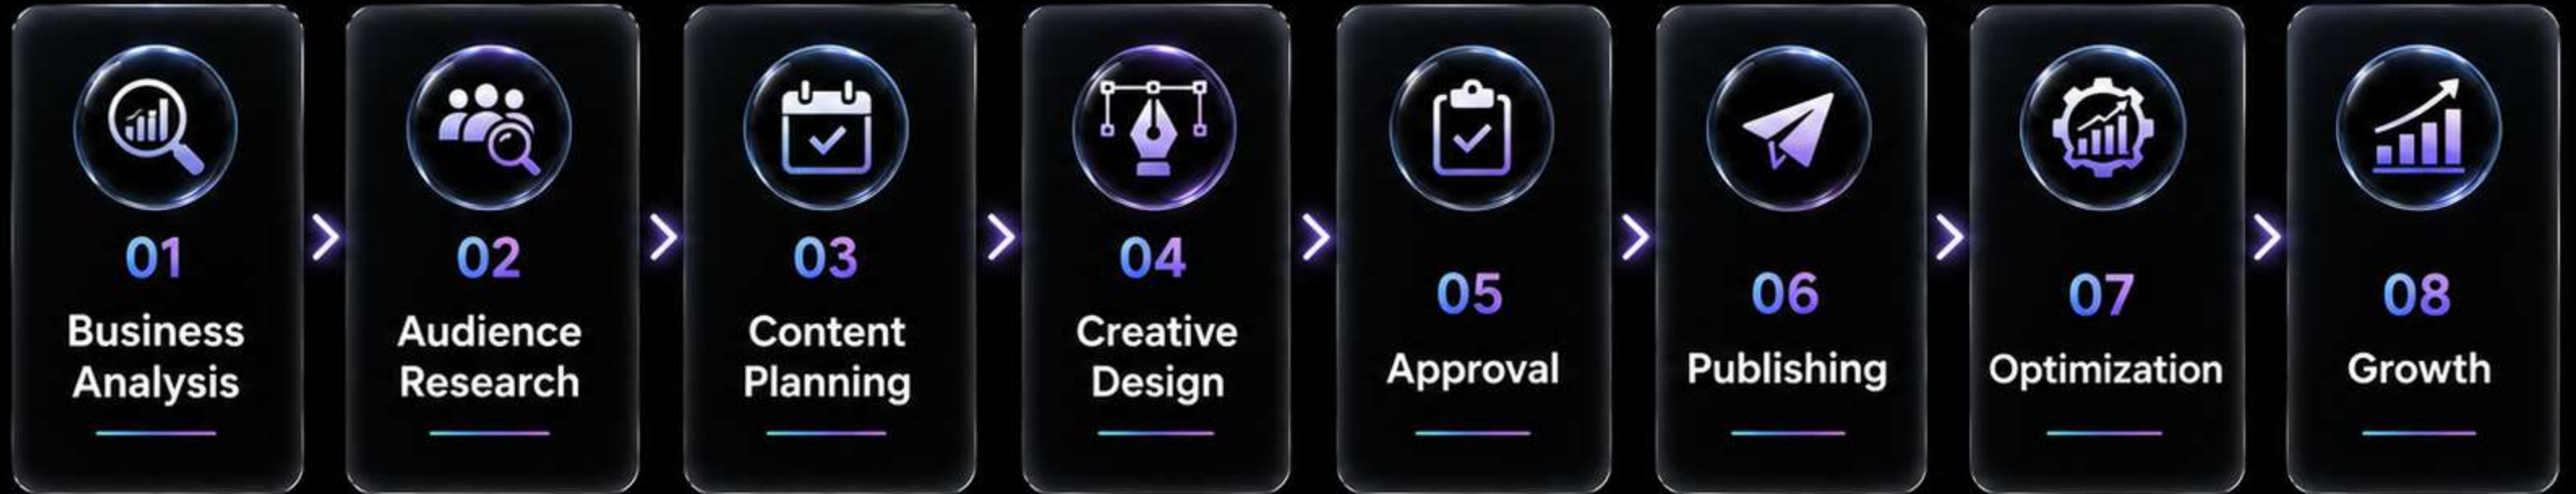 01
Business
Analysis
02
Audience
Research
03
Content
Planning
04
Creative
Design
05
Approval
06
Publishing
07
Optimization
08
Growth